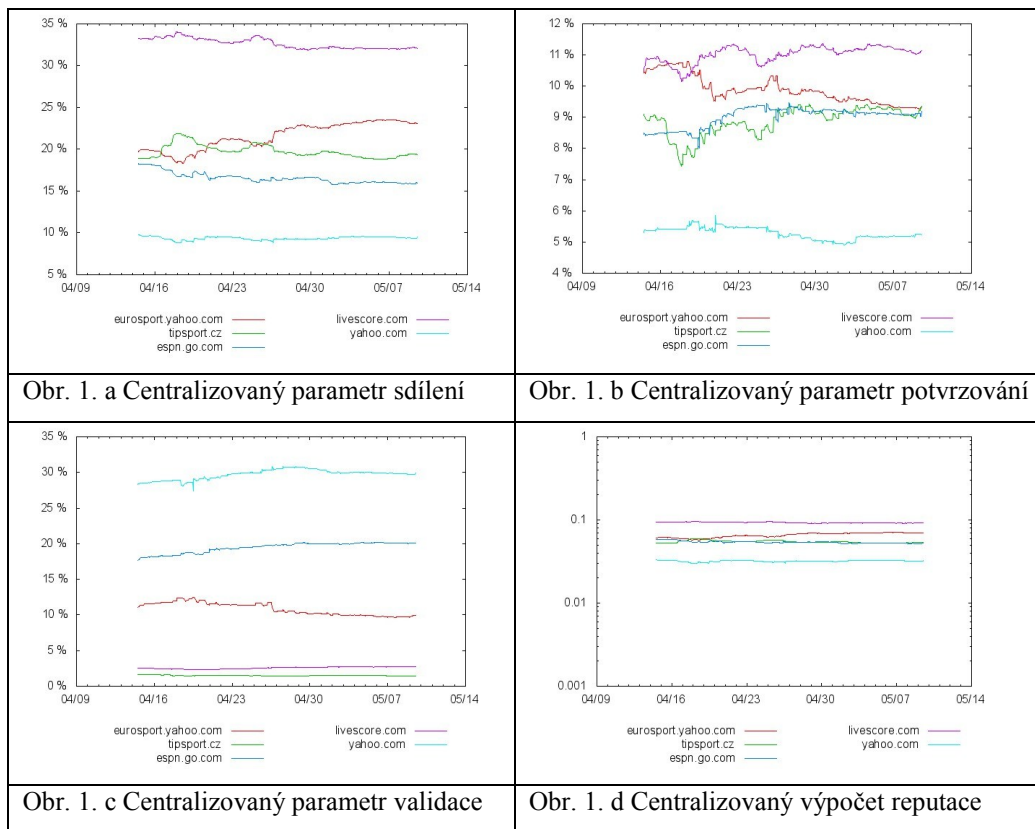 35 %
30 %
25 %
20 %
15 %
10 %
5 %
04/09 04/16 04/23 04/30 05/07 05/14
eurosport.yahoo.com livescore.com
tipsport.cz yahoo.com
espn.go.com
Obr. 1. a Centralizovaný parametr sdílení
12 %
11 %
10 %
9 %
8 %
7 %
6 %
5 %
4 %
04/09 04/16 04/23 04/30 05/07 05/14
eurosport.yahoo.com livescore.com
tipsport.cz yahoo.com
espn.go.com
Obr. 1. b Centralizovaný parametr potvrzování
35 %
30 %
25 %
20 %
15 %
10 %
5 %
0 %
04/09 04/16 04/23 04/30 05/07 05/14
eurosport.yahoo.com livescore.com
tipsport.cz yahoo.com
espn.go.com
Obr. 1. c Centralizovaný parametr validace
1
0.1
0.01
0.001
04/09 04/16 04/23 04/30 05/07 05/14
eurosport.yahoo.com livescore.com
tipsport.cz yahoo.com
espn.go.com
Obr. 1. d Centralizovaný výpočet reputace